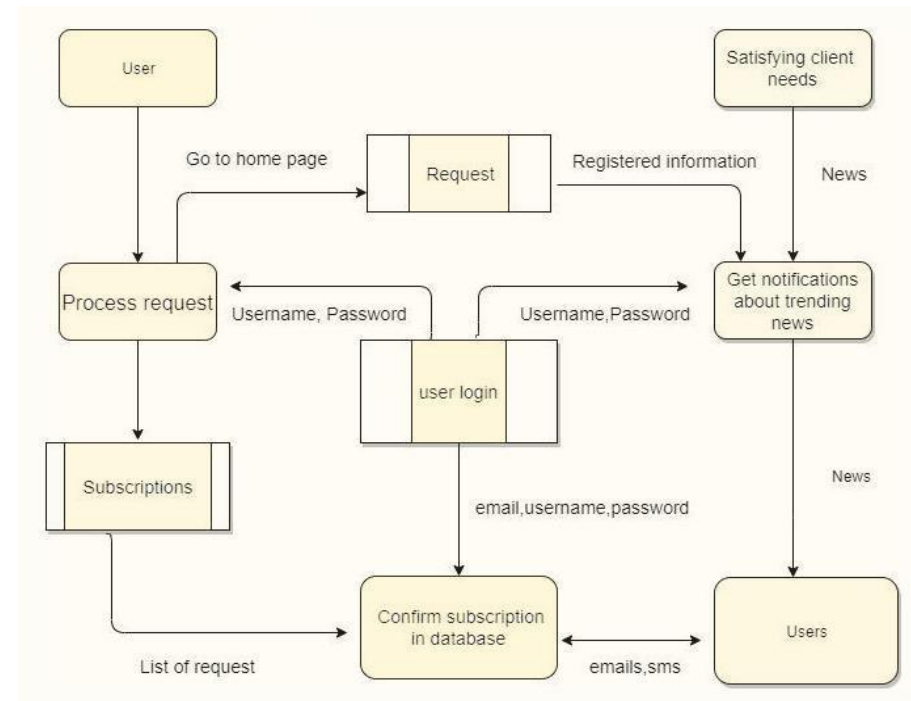 User
Satisfying client
needs
Go to home page
Request
Registered information
News
Process request
Username, Password
Username,Password
Get notifications
about trending
news
user login
Subscriptions
News
email,username,password
Confirm subscription
in database
Users
List of request
emails,sms